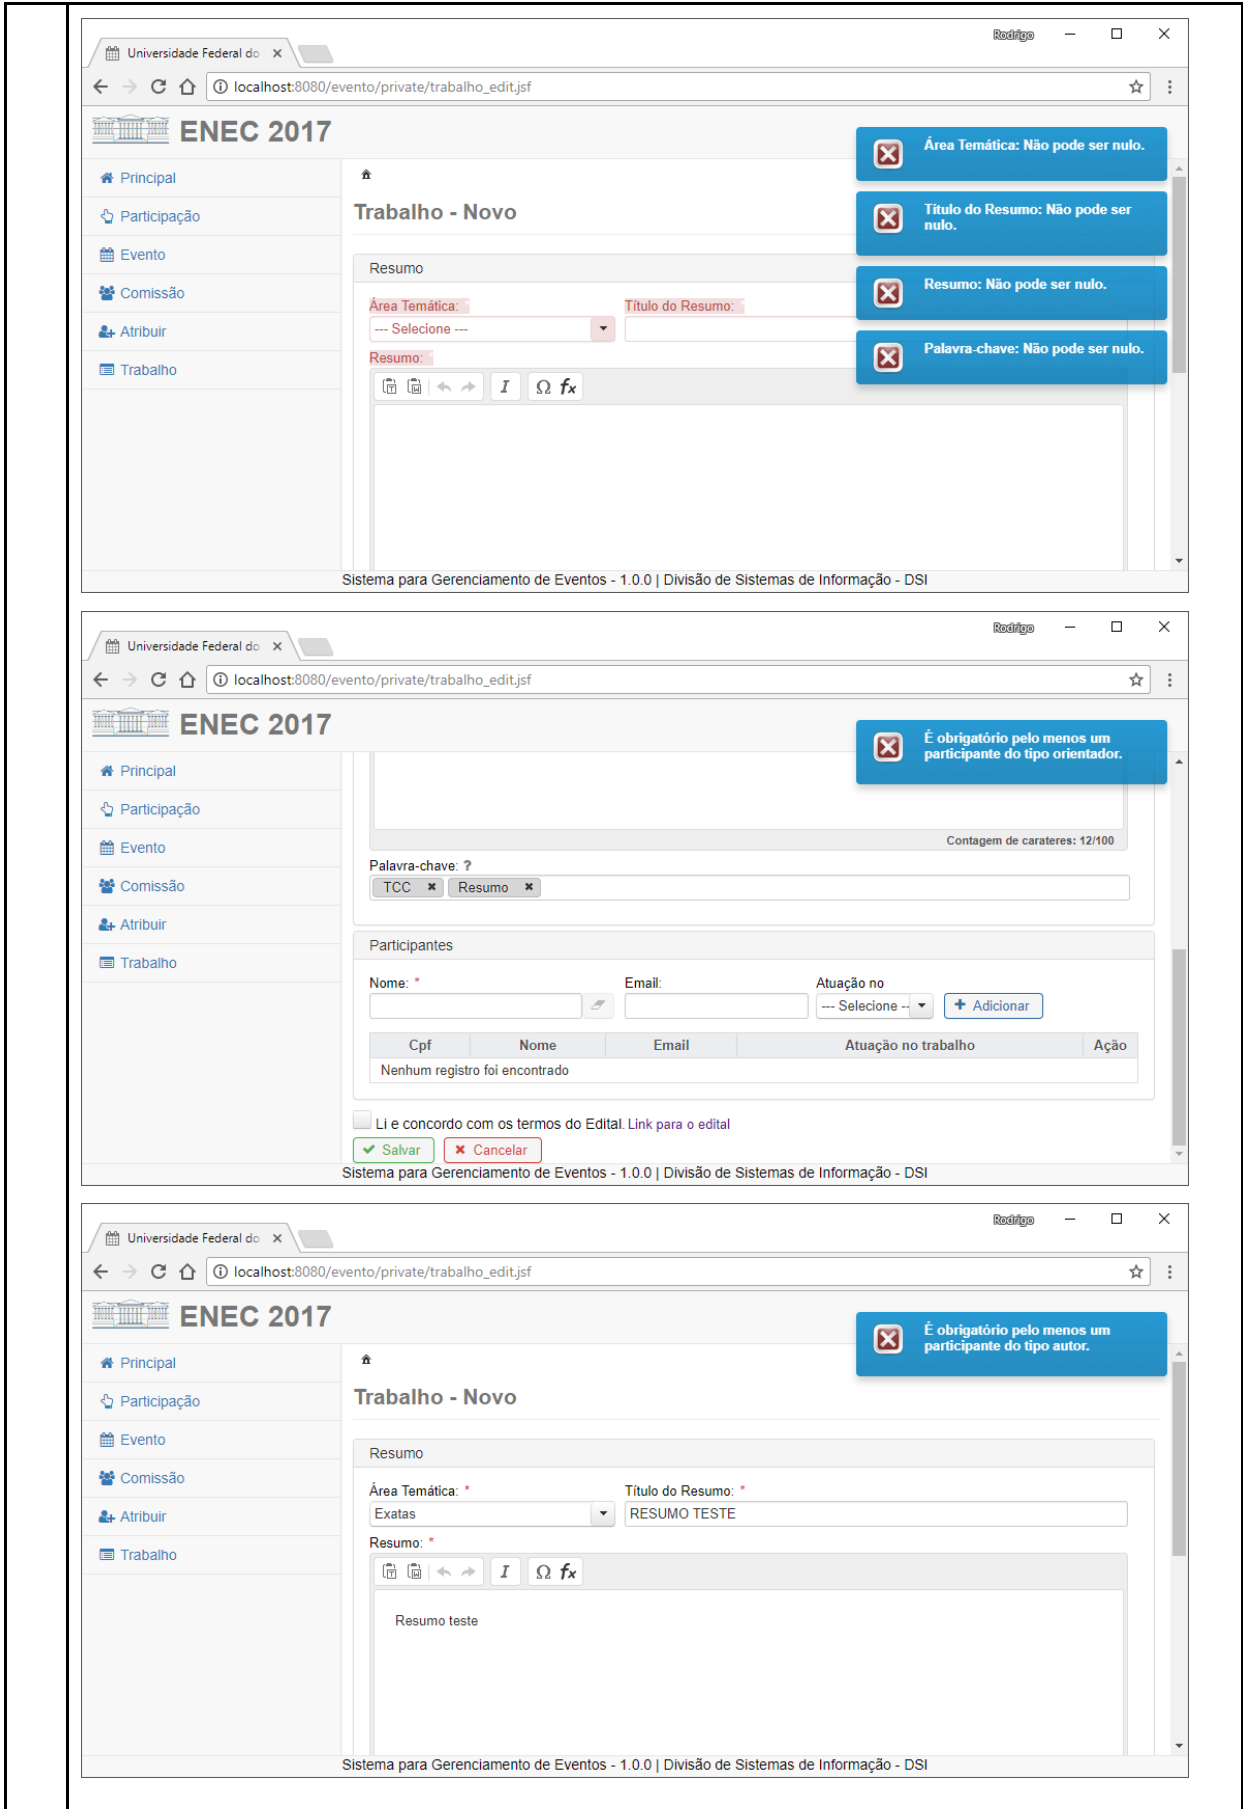 Rodrigo
Universidade Federal do
localhost:8080/evento/private/trabalho_edit.jsf
ENEC 2017
Área Temática: Não pode ser nulo.
Principal
Participação
Evento
Comissão
Atribuir
Trabalho
Trabalho - Novo
Título do Resumo: Não pode ser
nulo.
Resumo
Resumo: Não pode ser nulo.
Área Temática: *
Título do Resumo: *
--- Selecione ---
Palavra-chave: Não pode ser nulo.
Resumo: *
I Ω fx
Sistema para Gerenciamento de Eventos - 1.0.0 | Divisão de Sistemas de Informação - DSI
Rodrigo
Universidade Federal do
localhost:8080/evento/private/trabalho_edit.jsf
ENEC 2017
É obrigatório pelo menos um
participante do tipo orientador.
Principal
Participação
Evento
Comissão
Atribuir
Trabalho
Contagem de carateres: 12/100
Palavra-chave: ?
TCC Resumo
Participantes
Nome: * Email: Atuação no
--- Selecione -- Adicionar
Cpf Nome Email Atuação no trabalho Ação
Nenhum registro foi encontrado
Li e concordo com os termos do Edital. Link para o edital
Salvar Cancelar
Sistema para Gerenciamento de Eventos - 1.0.0 | Divisão de Sistemas de Informação - DSI
Rodrigo
Universidade Federal do
localhost:8080/evento/private/trabalho_edit.jsf
ENEC 2017
É obrigatório pelo menos um
participante do tipo autor.
Principal
Participação
Evento
Comissão
Atribuir
Trabalho
Trabalho - Novo
Resumo
Área Temática: * Título do Resumo: *
Exatas RESUMO TESTE
Resumo: *
I Ω fx
Resumo teste
Sistema para Gerenciamento de Eventos - 1.0.0 | Divisão de Sistemas de Informação - DSI